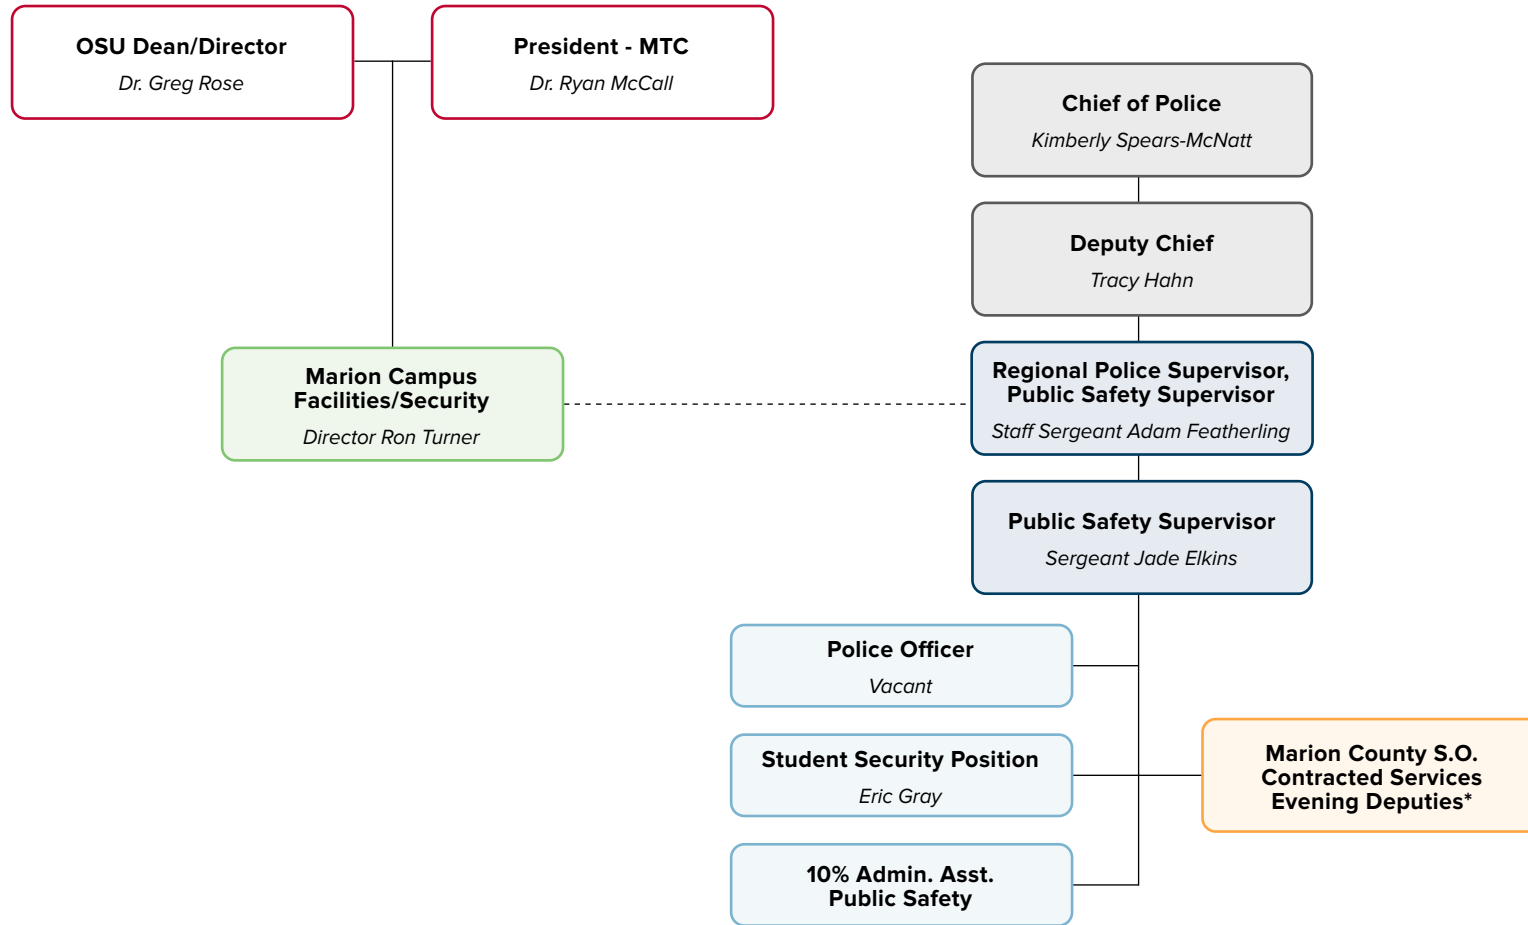 OSU Dean/Director
Dr. Greg Rose
President - MTC
Dr. Ryan McCall
Chief of Police
Kimberly Spears-McNatt
Deputy Chief
Tracy Hahn
Marion Campus
Facilities/Security
Director Ron Turner
Regional Police Supervisor,
Public Safety Supervisor
Staff Sergeant Adam Featherling
Public Safety Supervisor
Sergeant Jade Elkins
Police Officer
Vacant
Student Security Position
Eric Gray
Marion County S.O.
Contracted Services
Evening Deputies*
10% Admin. Asst.
Public Safety